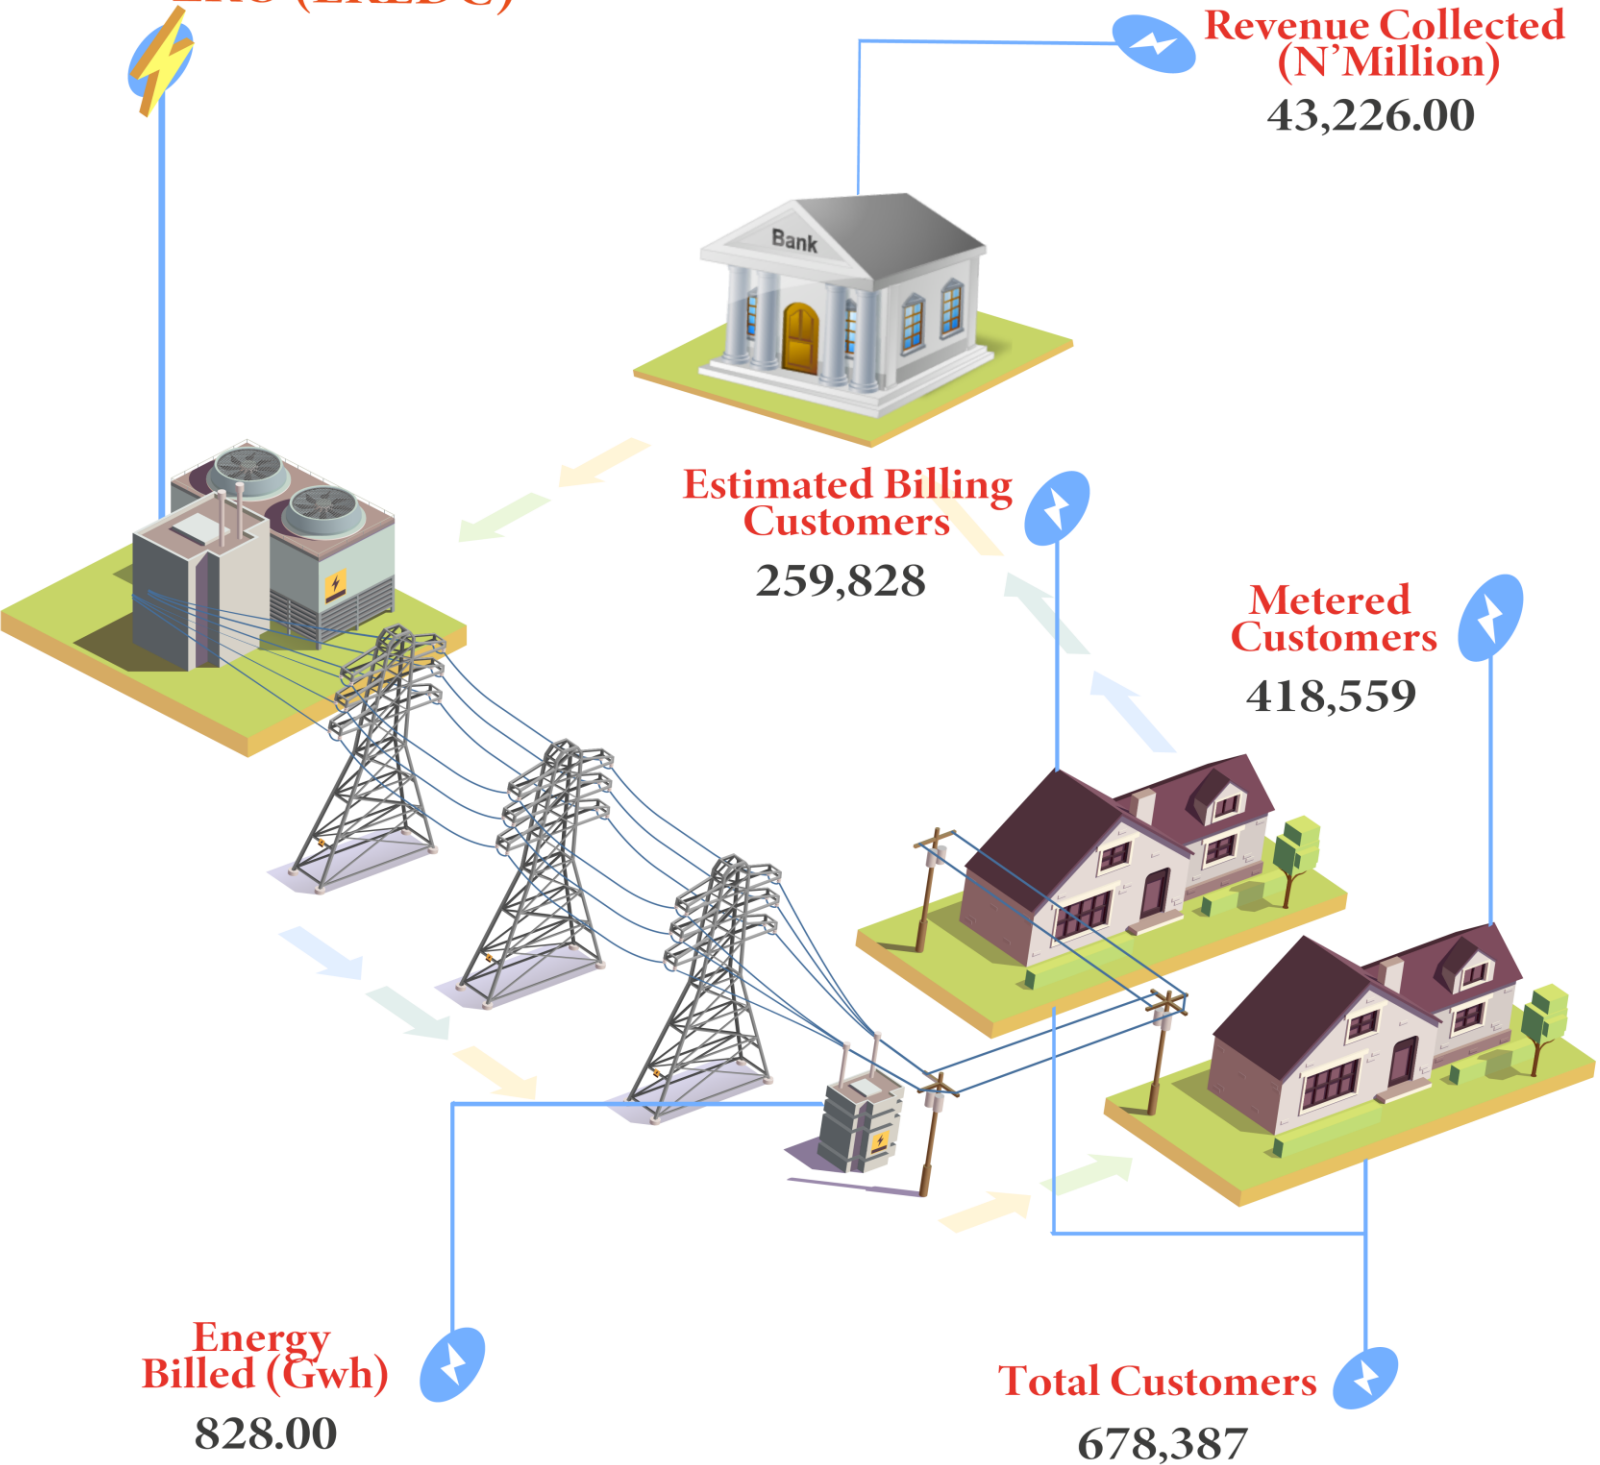 (EKEDC)
Revenue Collected
(N’Million)
43,226.00
Bank
Estimated Billing
Customers
259,828
Metered
Customers
418,559
Energy
Billed (Gwh)
828.00
Total Customers
678,387